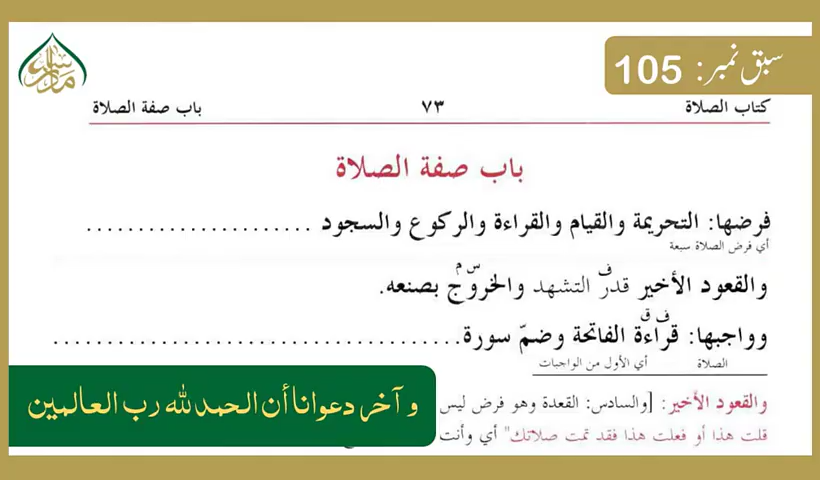 سبق نمبر: 105
كتاب الصلاة ٧٣ باب صفة الصلاة
باب صفة الصلاة
فرضها: التحريمة والقيام والقراءة والركوع والسجود ......................
أي فرض الصلاة سبعة
ف س م
والقعود الأخير قدر التشهد والخروج بصنعه.
ف ق
وواجبها: قراءة الفاتحة وضمّ سورة.......................................
الصلاة أي الأول من الواجبات
والقعود الأخير: [والسادس: القعدة وهو فرض ليس
قلت هذا أو فعلت هذا فقد تمت صلاتك" أي وأنت
و آخر دعوانا أن الحمد لله رب العالمين